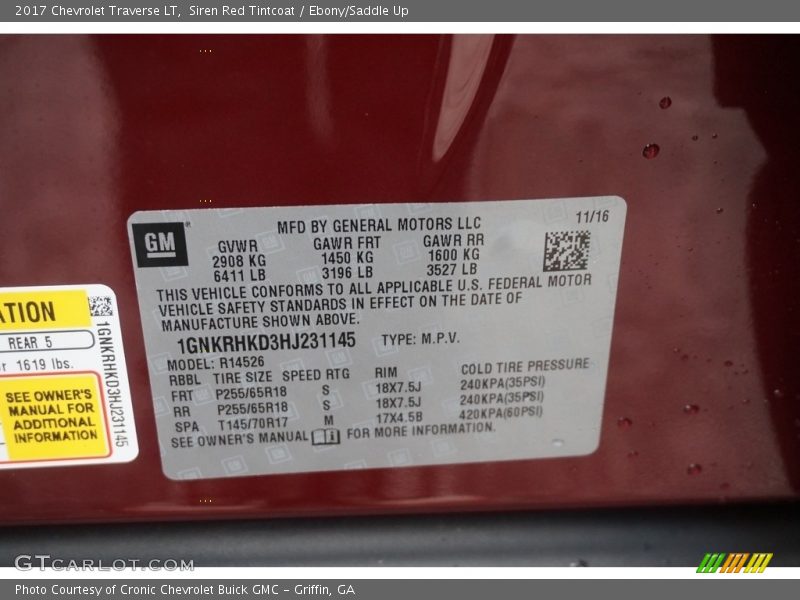 2017 Chevrolet Traverse LT, Siren Red Tintcoat / Ebony/Saddle Up
MFD BY GENERAL MOTORS LLC
11/16
GM
GVWR GAWR FRT GAWR RR
2908 KG 1450 KG 1600 KG
6411 LB 3196 LB 3527 LB
THIS VEHICLE CONFORMS TO ALL APPLICABLE U.S. FEDERAL MOTOR
VEHICLE SAFETY STANDARDS IN EFFECT ON THE DATE OF
MANUFACTURE SHOWN ABOVE.
1GNKRHKD3HJ231145 TYPE: M.P.V.
MODEL: R14526
RBBL TIRE SIZE SPEED RTG RIM COLD TIRE PRESSURE
FRT P255/65R18 S 18X7.5J 240KPA(35PSI)
RR P255/65R18 S 18X7.5J 240KPA(35PSI)
SPA T145/70R17 M 17X4.5B 420KPA(60PSI)
SEE OWNER'S MANUAL FOR MORE INFORMATION.
ATION
REAR 5
r 1619 lbs.
SEE OWNER'S
MANUAL FOR
ADDITIONAL
INFORMATION
1GNKRHKD3HJ231145
GTCARLOT.COM
Photo Courtesy of Cronic Chevrolet Buick GMC – Griffin, GA